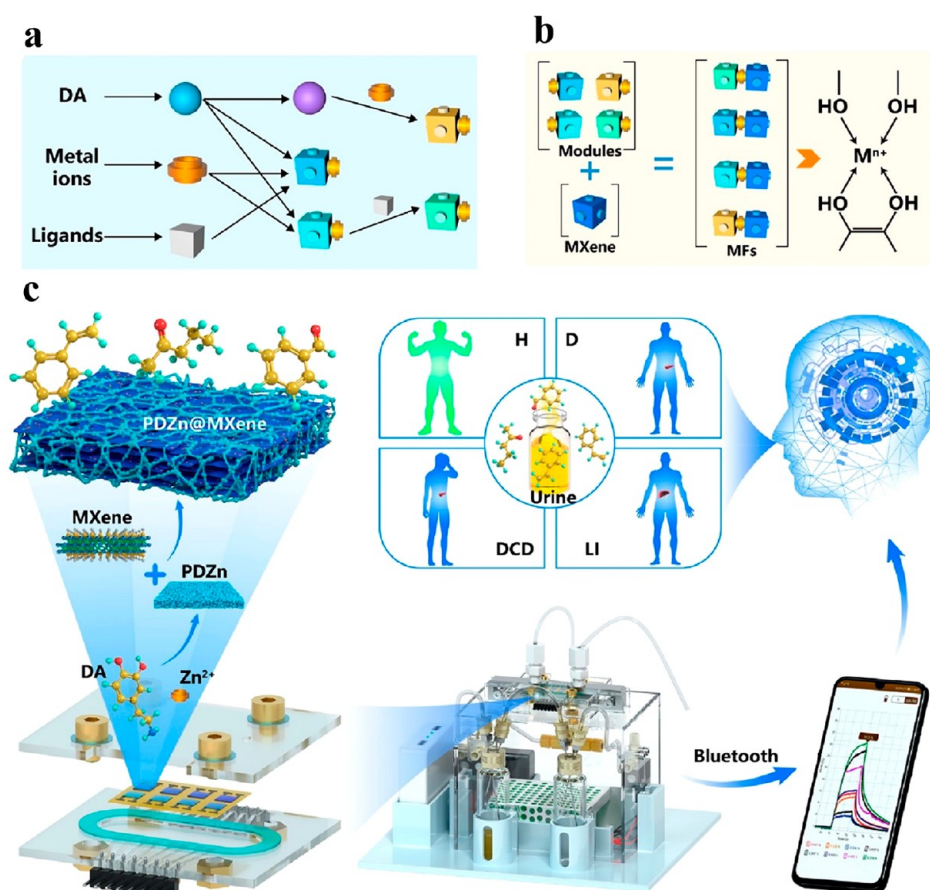 a
DA
Metal
ions
Ligands
b
Modules
MXene
MFs
HO
OH
Mⁿ⁺
HO
OH
c
PDZn@MXene
MXene
PDZn
DA
Zn²⁺
H
D
Urine
DCD
LI
Bluetooth